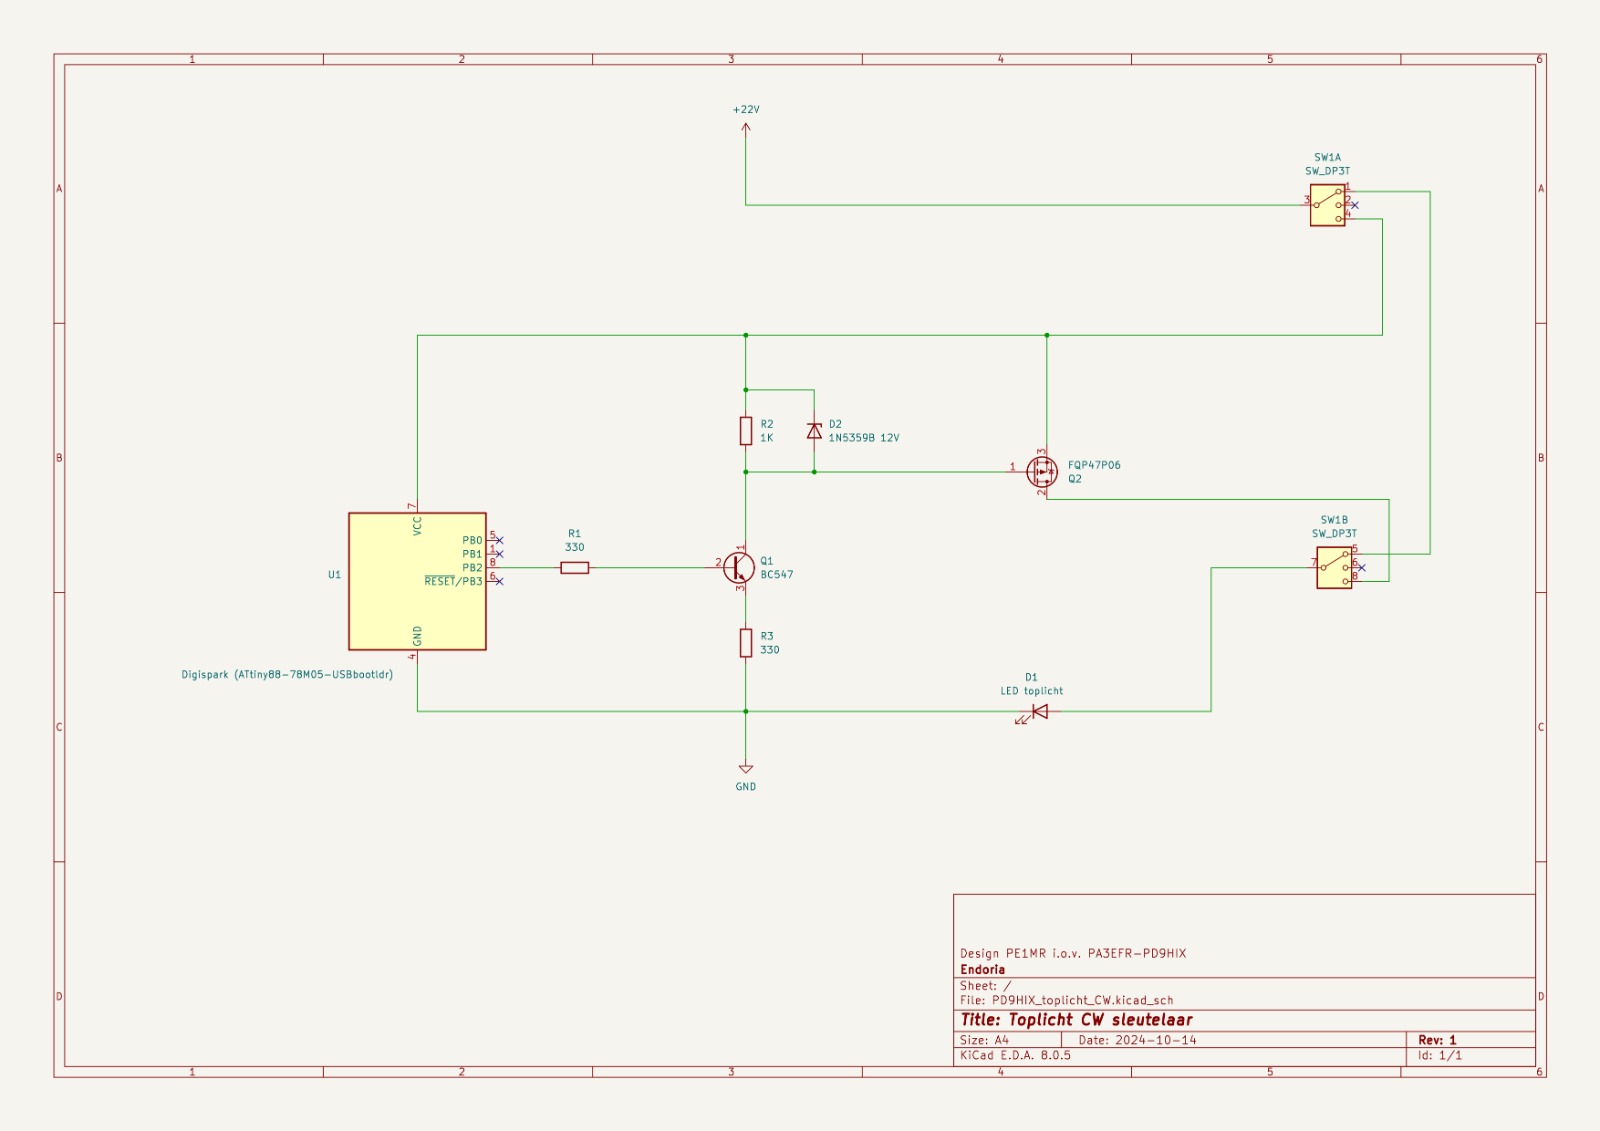 1 2 3 4 5 6
A A
B B
C C
D D
1 2 3 4 5 6
+22V
SW1A
SW_DP3T
3
1
2
4
R2
1K
D2
1N5359B 12V
1
3
2
FQP47P06
Q2
SW1B
SW_DP3T
7
5
6
8
7
VCC
PB0 5
PB1 1
PB2 8
RESET/PB3 6
U1
GND
4
Digispark (ATtiny88-78M05-USBbootldr)
R1
330
2
1
3
Q1
BC547
R3
330
D1
LED toplicht
GND
Design PE1MR i.o.v. PA3EFR-PD9HIX
Endoria
Sheet: /
File: PD9HIX_toplicht_CW.kicad_sch
Title: Toplicht CW sleutelaar
Size: A4 Date: 2024-10-14 Rev: 1
KiCad E.D.A. 8.0.5 Id: 1/1